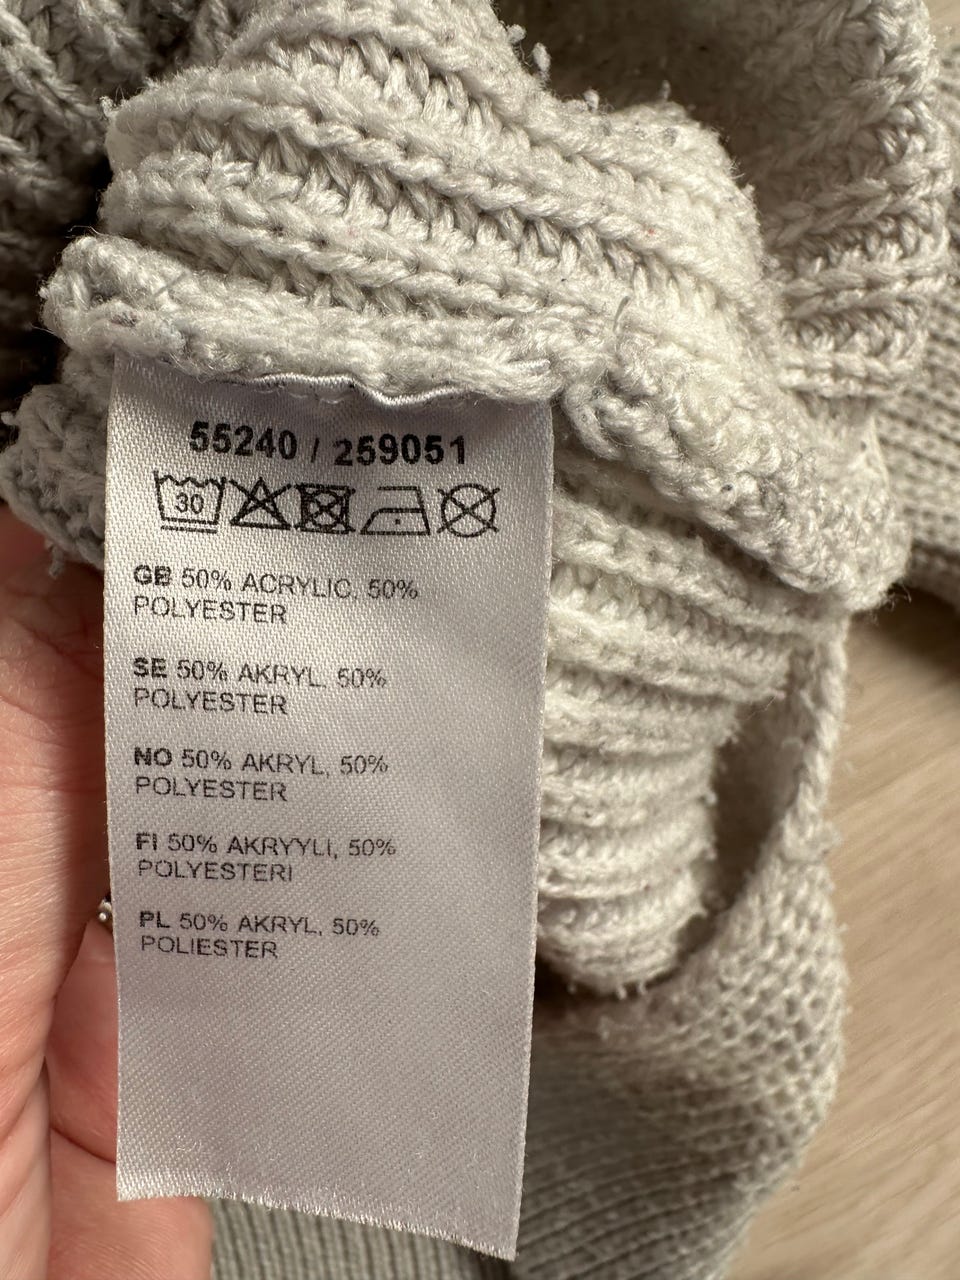 55240 / 259051
30
GB 50% ACRYLIC, 50%
POLYESTER
SE 50% AKRYL, 50%
POLYESTER
NO 50% AKRYL, 50%
POLYESTER
FI 50% AKRYYLI, 50%
POLYESTERI
PL 50% AKRYL, 50%
POLIESTER